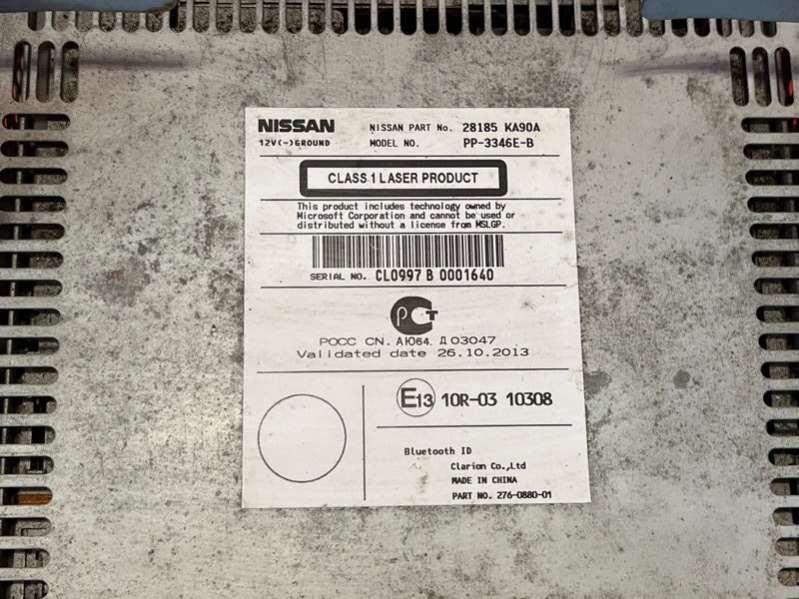 NISSAN NISSAN PART No. 28185 KA90A
12V(-)GROUND MODEL NO. PP-3346E-B
CLASS 1 LASER PRODUCT
This product includes technology owned by
Microsoft Corporation and cannot be used or
distributed without a license from MSLGP.
SERIAL NO. CL0997 B 0001640
РСТ
РОСС CN. АЮ64. Д 03047
Validated date 26.10.2013
E13 10R-03 10308
Bluetooth ID
Clarion Co.,Ltd
MADE IN CHINA
PART NO. 276-0880-01